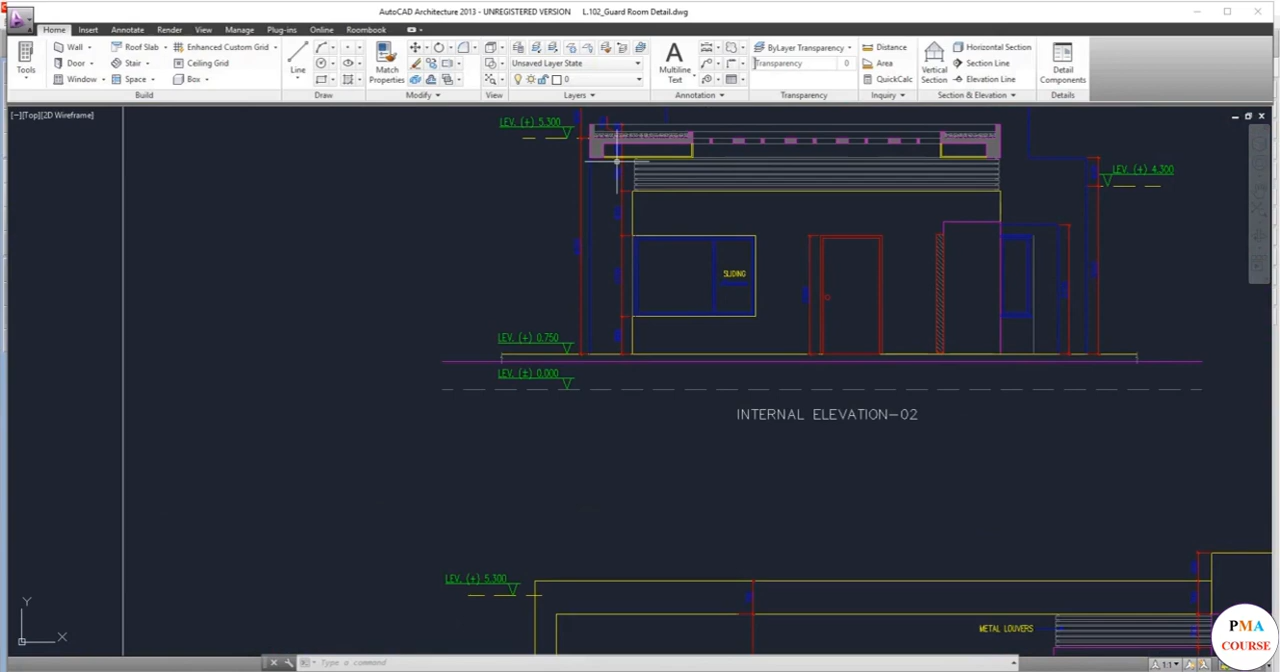 AutoCAD Architecture 2013 - UNREGISTERED VERSION L.102_Guard Room Detail.dwg
Home Insert Annotate Render View Manage Plug-ins Online Roombook
Wall Roof Slab Enhanced Custom Grid
Door Stair Ceiling Grid
Window Space Box
Tools
Line
Match Properties
Unsaved Layer State
0
Multiline Text
ByLayer Transparency
Transparency 0
Distance
Area
QuickCalc
Vertical Section
Horizontal Section
Section Line
Elevation Line
Detail Components
Build Draw Modify View Layers Annotation Transparency Inquiry Section & Elevation Details
[−][Top][2D Wireframe]
LEV. (+) 5.300
LEV. (+) 4.300
SLIDING
LEV. (+) 0.750
LEV. (±) 0.000
INTERNAL ELEVATION-02
LEV. (+) 5.300
METAL LOUVERS
Y
X
PMA
COURSE
Type a command
1:1